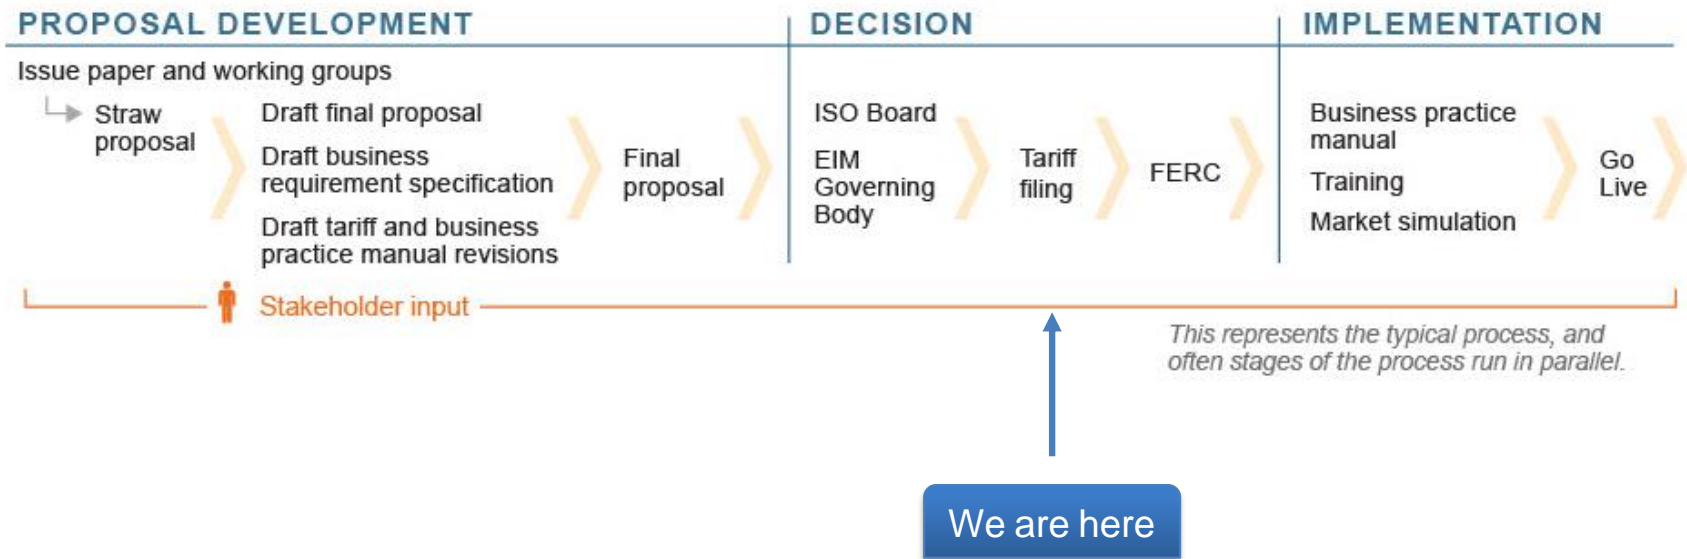 PROPOSAL DEVELOPMENT
DECISION
IMPLEMENTATION
Issue paper and working groups
Straw
proposal
Draft final proposal
Draft business
requirement specification
Draft tariff and business
practice manual revisions
Final
proposal
ISO Board
EIM
Governing
Body
Tariff
filing
FERC
Business practice
manual
Training
Market simulation
Go
Live
Stakeholder input
This represents the typical process, and
often stages of the process run in parallel.
We are here